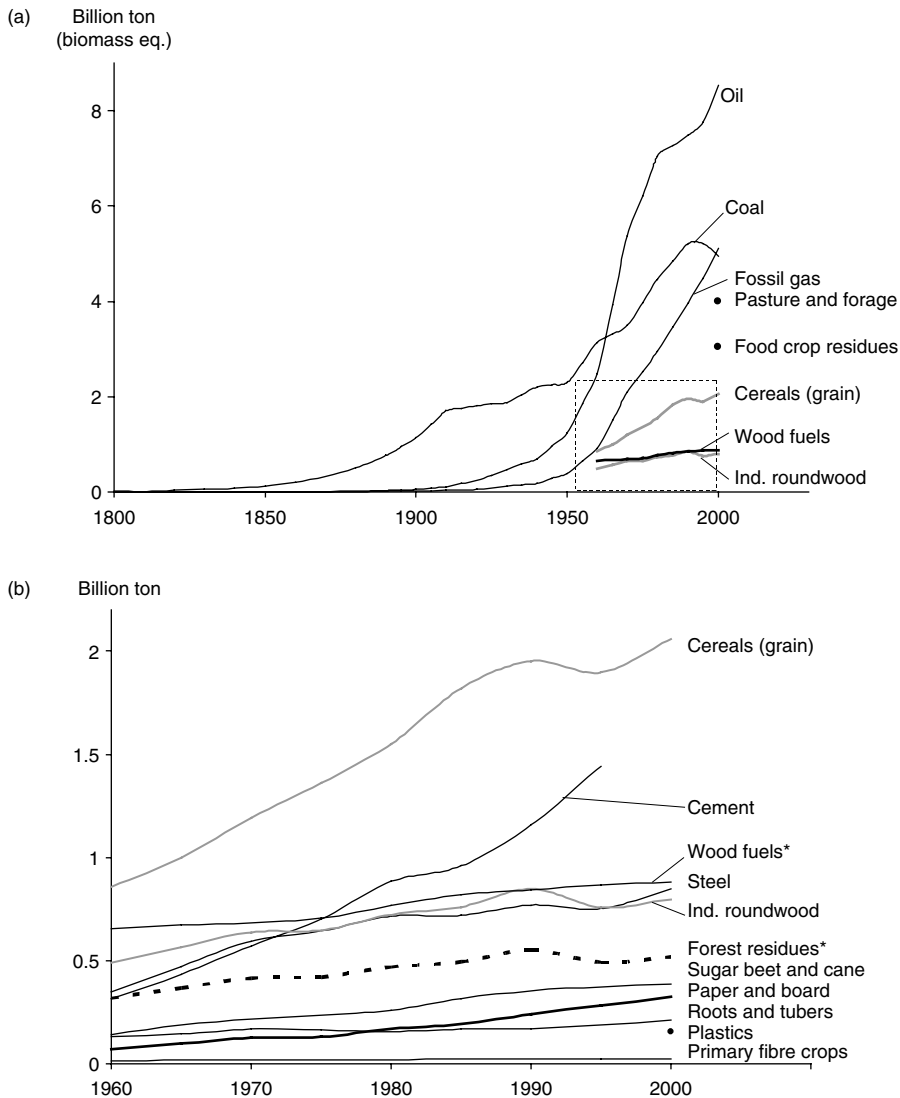 (a)
Billion ton
(biomass eq.)
8
6
4
2
0
1800
1850
1900
1950
2000
Oil
Coal
Fossil gas
Pasture and forage
Food crop residues
Cereals (grain)
Wood fuels
Ind. roundwood
(b)
Billion ton
2
1.5
1
0.5
0
1960
1970
1980
1990
2000
Cereals (grain)
Cement
Wood fuels*
Steel
Ind. roundwood
Forest residues*
Sugar beet and cane
Paper and board
Roots and tubers
Plastics
Primary fibre crops